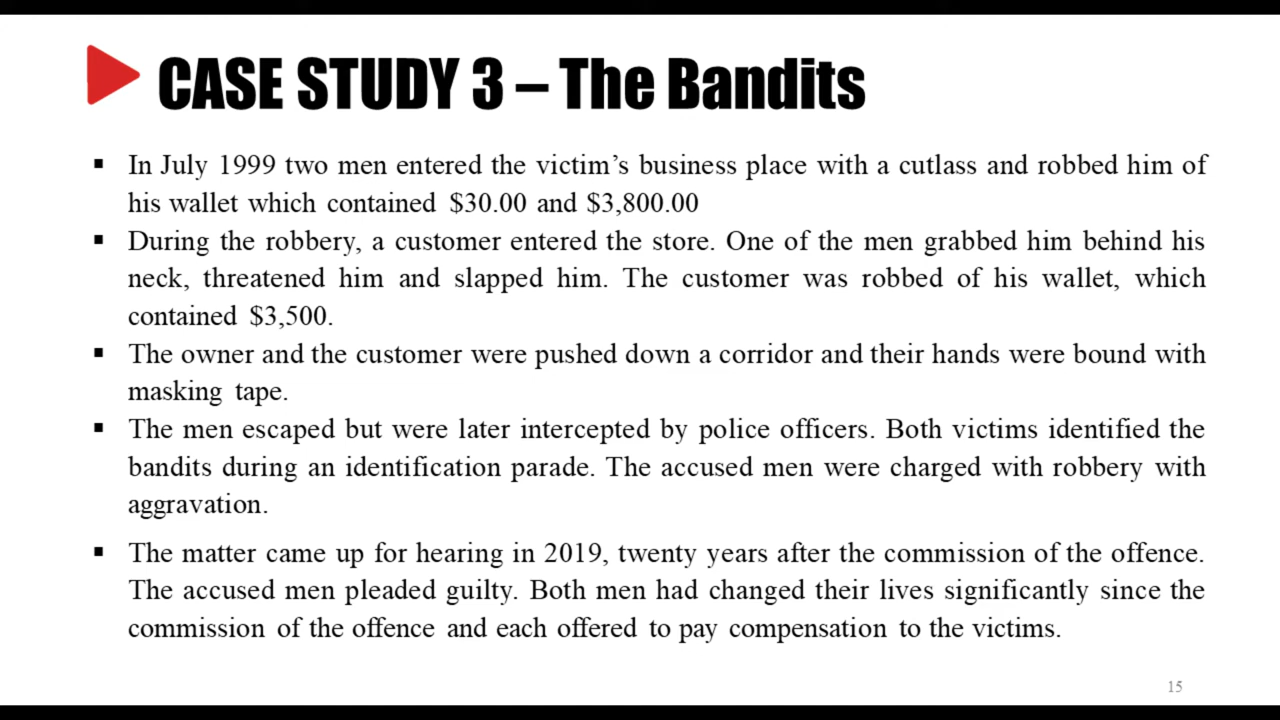 CASE STUDY 3 – The Bandits
▪ In July 1999 two men entered the victim’s business place with a cutlass and robbed him of
his wallet which contained $30.00 and $3,800.00
▪ During the robbery, a customer entered the store. One of the men grabbed him behind his
neck, threatened him and slapped him. The customer was robbed of his wallet, which
contained $3,500.
▪ The owner and the customer were pushed down a corridor and their hands were bound with
masking tape.
▪ The men escaped but were later intercepted by police officers. Both victims identified the
bandits during an identification parade. The accused men were charged with robbery with
aggravation.
▪ The matter came up for hearing in 2019, twenty years after the commission of the offence.
The accused men pleaded guilty. Both men had changed their lives significantly since the
commission of the offence and each offered to pay compensation to the victims.
15